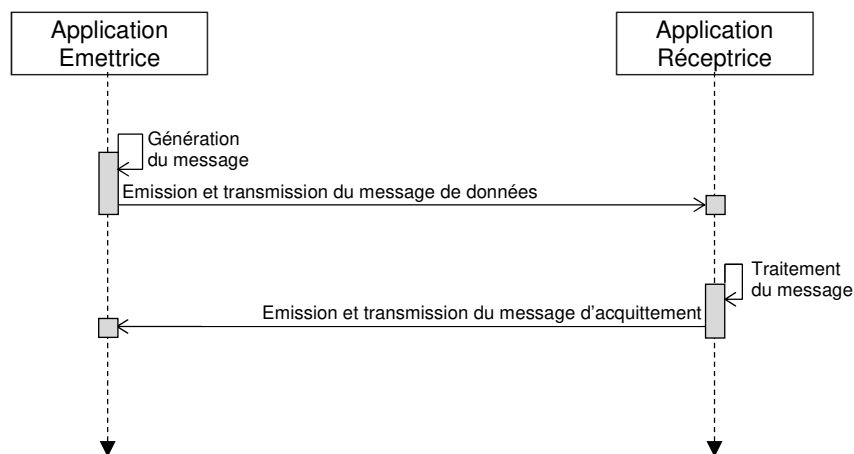 Application
Emettrice
Application
Réceptrice
Génération
du message
Emission et transmission du message de données
Traitement
du message
Emission et transmission du message d'acquittement